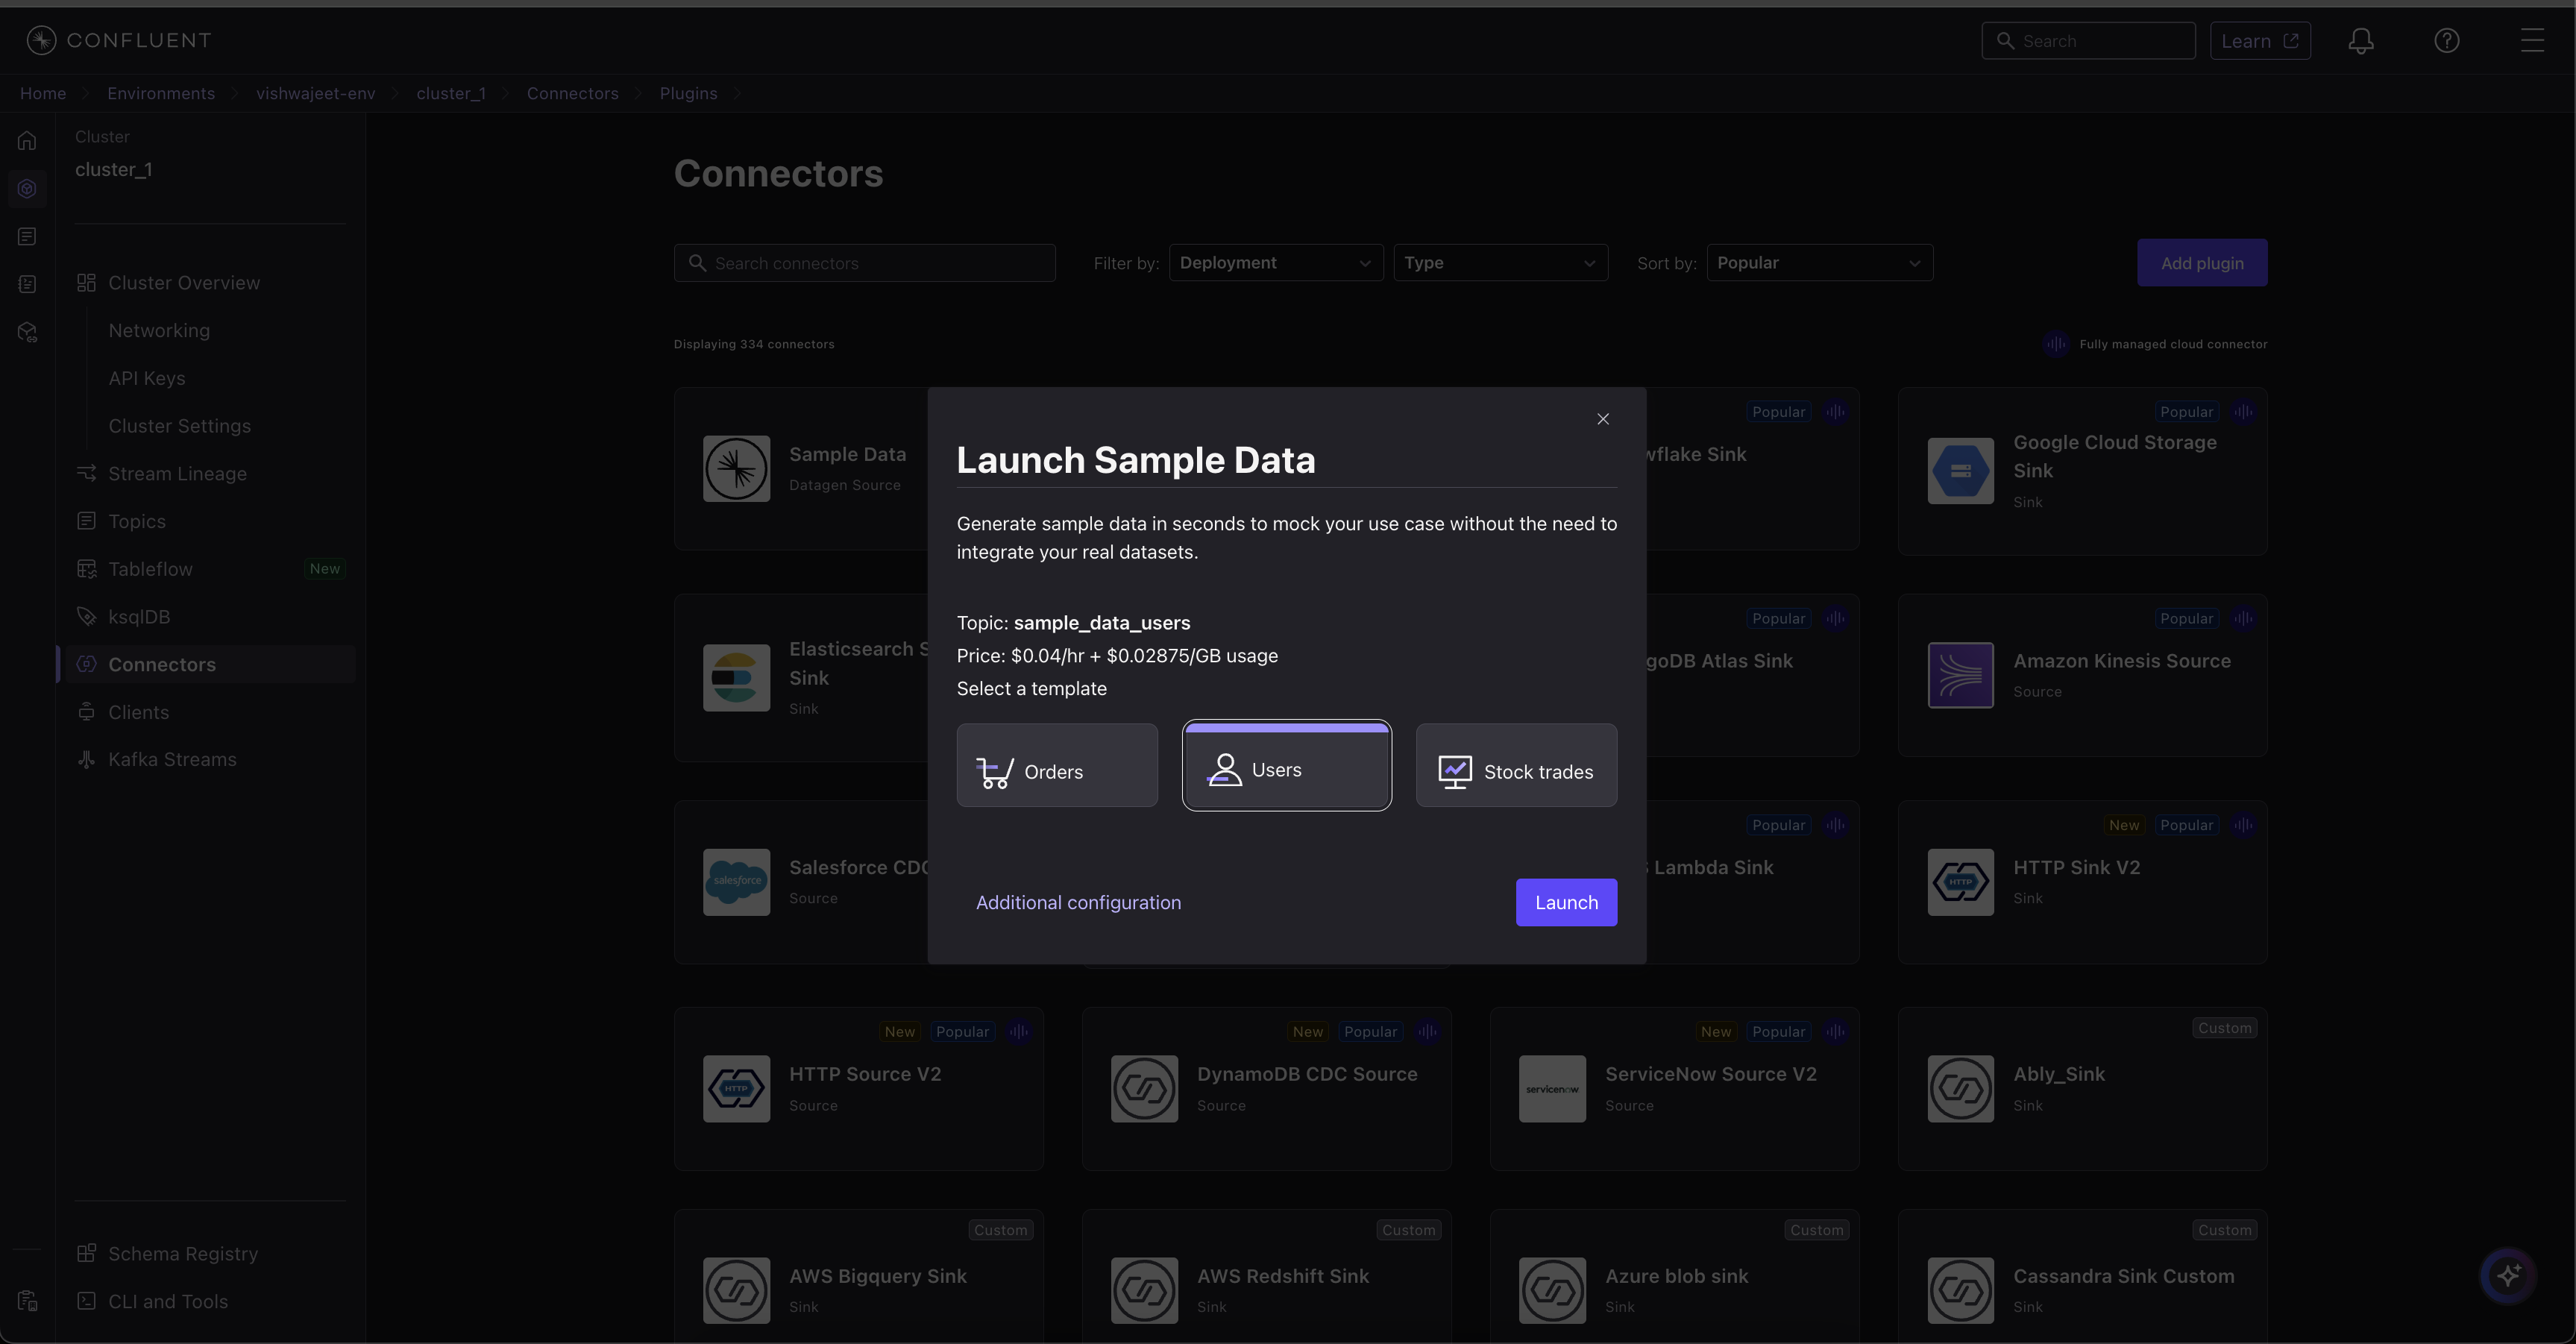 CONFLUENT
Search
Learn
Home
Environments
vishwajeet-env
cluster_1
Connectors
Plugins
Cluster
cluster_1
Cluster Overview
Networking
API Keys
Cluster Settings
Stream Lineage
Topics
Tableflow
New
ksqlDB
Connectors
Clients
Kafka Streams
Schema Registry
CLI and Tools
Connectors
Search connectors
Filter by:
Deployment
Type
Sort by:
Popular
Add plugin
Displaying 334 connectors
Fully managed cloud connector
Sample Data
Datagen Source
Popular
wflake Sink
Popular
Google Cloud Storage
Sink
Sink
Launch Sample Data
Generate sample data in seconds to mock your use case without the need to
integrate your real datasets.
Topic: sample_data_users
Price: $0.04/hr + $0.02875/GB usage
Select a template
Orders
Users
Stock trades
Additional configuration
Launch
Elasticsearch S
Sink
Sink
Popular
goDB Atlas Sink
Popular
Amazon Kinesis Source
Source
salesforce
Salesforce CDC
Source
Popular
Lambda Sink
New
Popular
HTTP
HTTP Sink V2
Sink
New
Popular
HTTP
HTTP Source V2
Source
New
Popular
DynamoDB CDC Source
Source
New
Popular
servicenow
ServiceNow Source V2
Source
Custom
Ably_Sink
Sink
Custom
AWS Bigquery Sink
Sink
Custom
AWS Redshift Sink
Sink
Custom
Azure blob sink
Sink
Custom
Cassandra Sink Custom
Sink